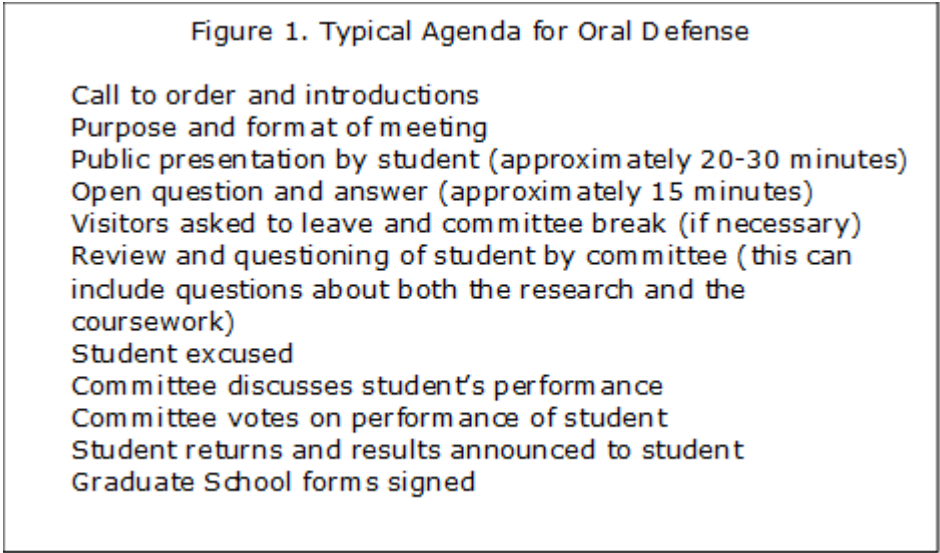 Figure 1. Typical Agenda for Oral Defense
Call to order and introductions
Purpose and format of meeting
Public presentation by student (approximately 20-30 minutes)
Open question and answer (approximately 15 minutes)
Visitors asked to leave and committee break (if necessary)
Review and questioning of student by committee (this can
include questions about both the research and the
coursework)
Student excused
Committee discusses student’s performance
Committee votes on performance of student
Student returns and results announced to student
Graduate School forms signed